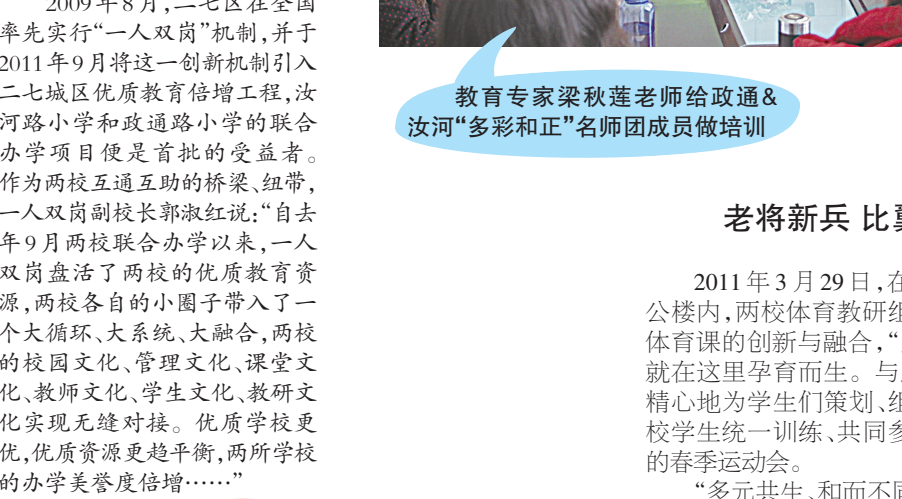 2009年8月,二七区在全国
率先实行“一人双岗”机制,并于
2011年9月将这一创新机制引入
二七城区优质教育倍增工程,汝
河路小学和政通路小学的联合
办学项目便是首批的受益者。
作为两校互通互助的桥梁、纽带,
一人双岗副校长郭淑红说:“自去
年9月两校联合办学以来,一人
双岗盘活了两校的优质教育资
源,两校各自的小圈子带入了一
个大循环、大系统、大融合,两校
的校园文化、管理文化、课堂文
化、教师文化、学生文化、教研文
化实现无缝对接。优质学校更
优,优质资源更趋平衡,两所学校
的办学美誉度倍增……”
教育专家梁秋莲老师给政通&
汝河“多彩和正”名师团成员做培训
老将新兵 比
2011年3月29日,在
公楼内,两校体育教研组
体育课的创新与融合,“
就在这里孕育而生。与
精心地为学生们策划、组
校学生统一训练、共同参
的春季运动会。
“多元共生、和而不同